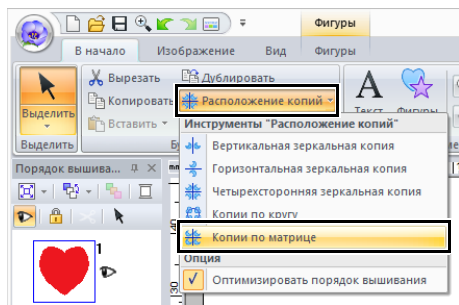 Фигуры
В начало Изображение Вид Фигуры
Вырезать Дублировать
Копировать Расположение копий
Выделить Вставить
Текст Фигуры
Выделить
Инструменты "Расположение копий"
Порядок вышива...
Вертикальная зеркальная копия
Горизонтальная зеркальная копия
Четырехсторонняя зеркальная копия
Копии по кругу
Копии по матрице
Опция
Оптимизировать порядок вышивания
1